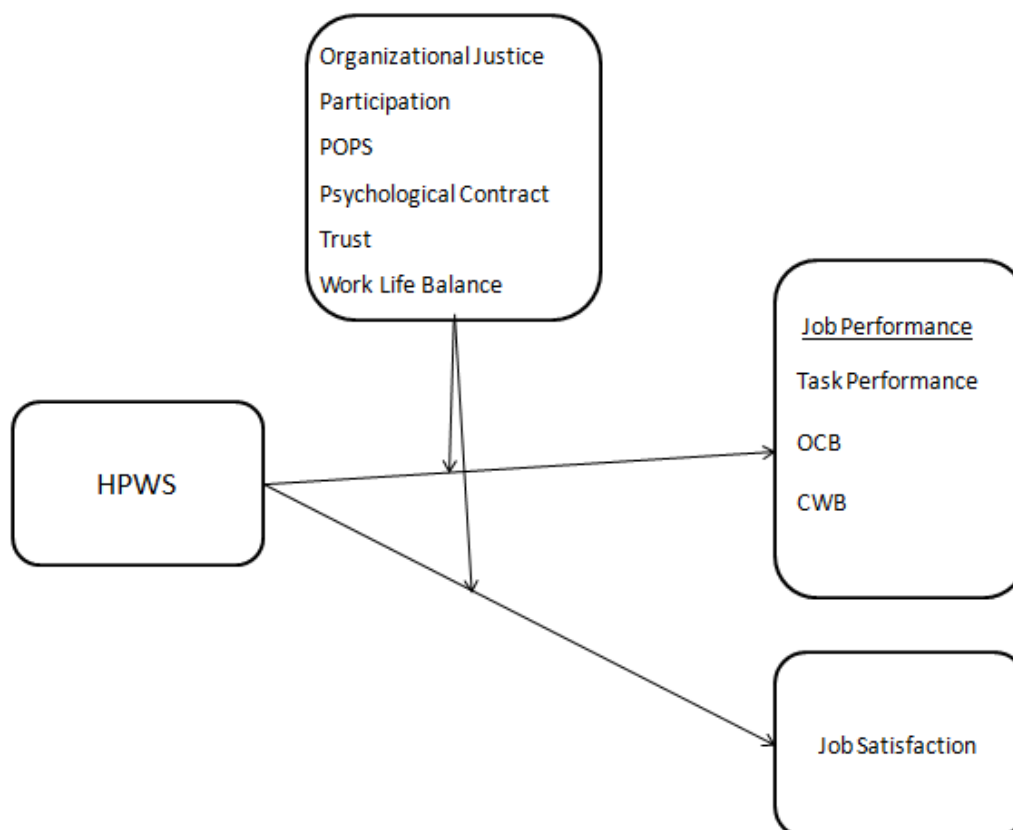 Organizational Justice
Participation
POPS
Psychological Contract
Trust
Work Life Balance
Job Performance
Task Performance
OCB
CWB
HPWS
Job Satisfaction